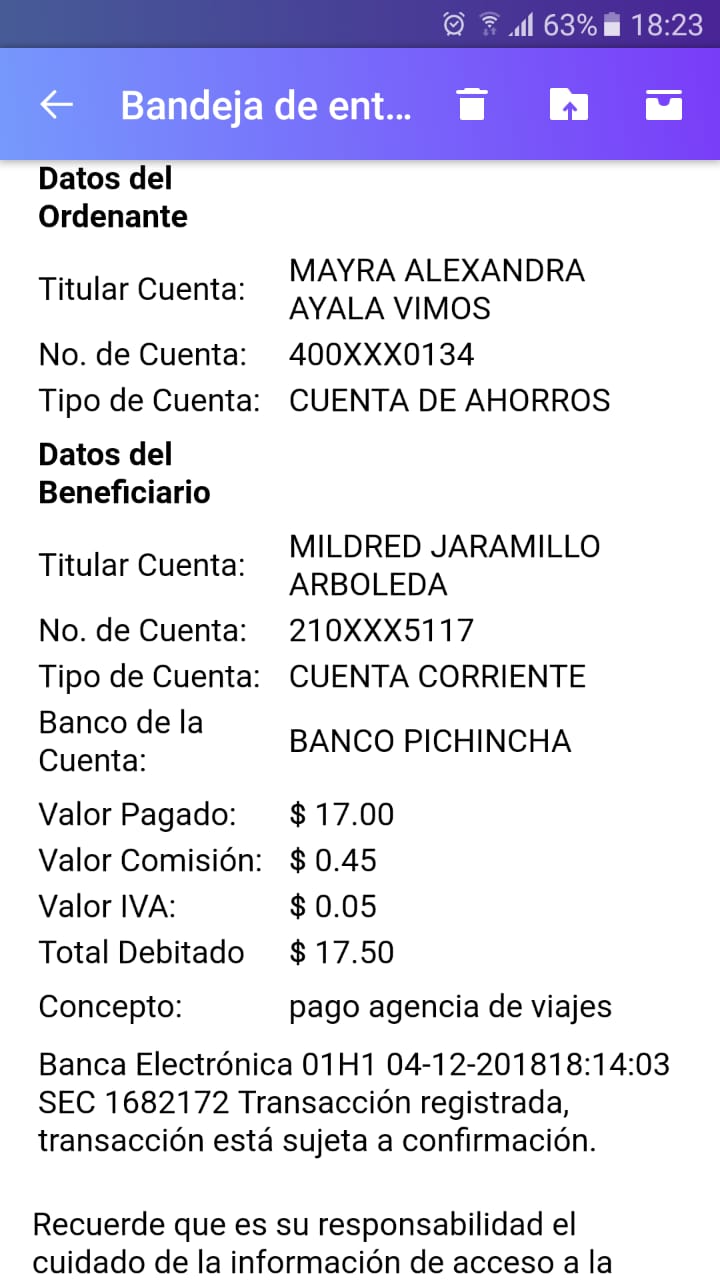 63% 18:23
Bandeja de ent...
Datos del
Ordenante
Titular Cuenta: MAYRA ALEXANDRA
AYALA VIMOS
No. de Cuenta: 400XXX0134
Tipo de Cuenta: CUENTA DE AHORROS
Datos del
Beneficiario
Titular Cuenta: MILDRED JARAMILLO
ARBOLEDA
No. de Cuenta: 210XXX5117
Tipo de Cuenta: CUENTA CORRIENTE
Banco de la
Cuenta: BANCO PICHINCHA
Valor Pagado: $ 17.00
Valor Comisión: $ 0.45
Valor IVA: $ 0.05
Total Debitado $ 17.50
Concepto: pago agencia de viajes
Banca Electrónica 01H1 04-12-201818:14:03
SEC 1682172 Transacción registrada,
transacción está sujeta a confirmación.
Recuerde que es su responsabilidad el
cuidado de la información de acceso a la